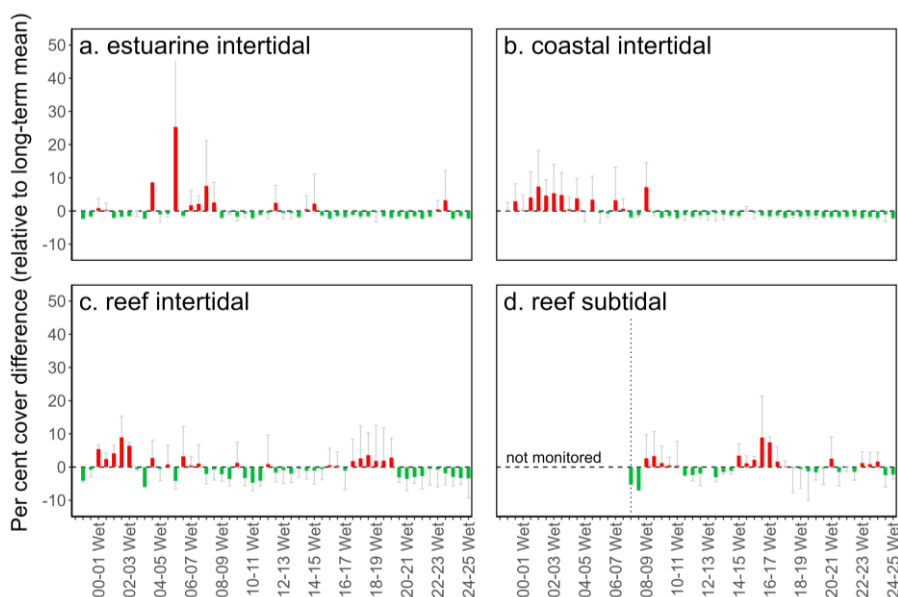 Per cent cover difference (relative to long-term mean)
a. estuarine intertidal
50
40
30
20
10
0
-10
b. coastal intertidal
c. reef intertidal
50
40
30
20
10
0
-10
d. reef subtidal
not monitored
00-01 Wet
02-03 Wet
04-05 Wet
06-07 Wet
08-09 Wet
10-11 Wet
12-13 Wet
14-15 Wet
16-17 Wet
18-19 Wet
20-21 Wet
22-23 Wet
24-25 Wet
00-01 Wet
02-03 Wet
04-05 Wet
06-07 Wet
08-09 Wet
10-11 Wet
12-13 Wet
14-15 Wet
16-17 Wet
18-19 Wet
20-21 Wet
22-23 Wet
24-25 Wet